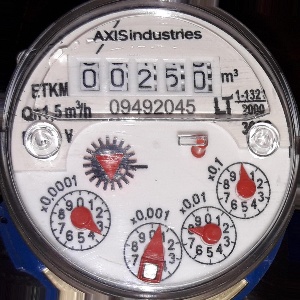 AXIS industries
00250 m³
ETKM
Qn 1,5 m³/h 09492045 LT 1-1321
2000
V
x0,0001 x0,001 x0,01 x0,1